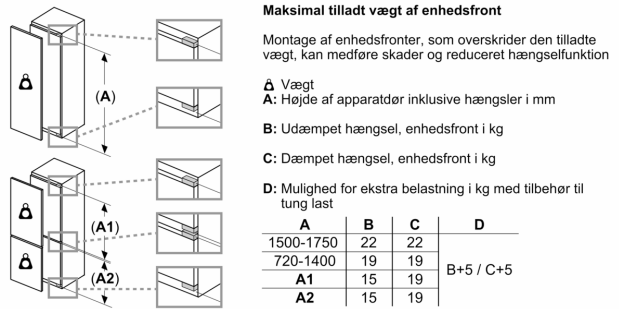 Maksimal tilladt vægt af enhedsfront
Montage af enhedsfronter, som overskrider den tilladte
vægt, kan medføre skader og reduceret hængselfunktion
Vægt
A: Højde af apparatdør inklusive hængsler i mm
B: Udæmpet hængsel, enhedsfront i kg
C: Dæmpet hængsel, enhedsfront i kg
D: Mulighed for ekstra belastning i kg med tilbehør til
tung last
A B C D
1500-1750 22 22
720-1400 19 19
B+5 / C+5
A1 15 19
A2 15 19
(A)
(A1)
(A2)